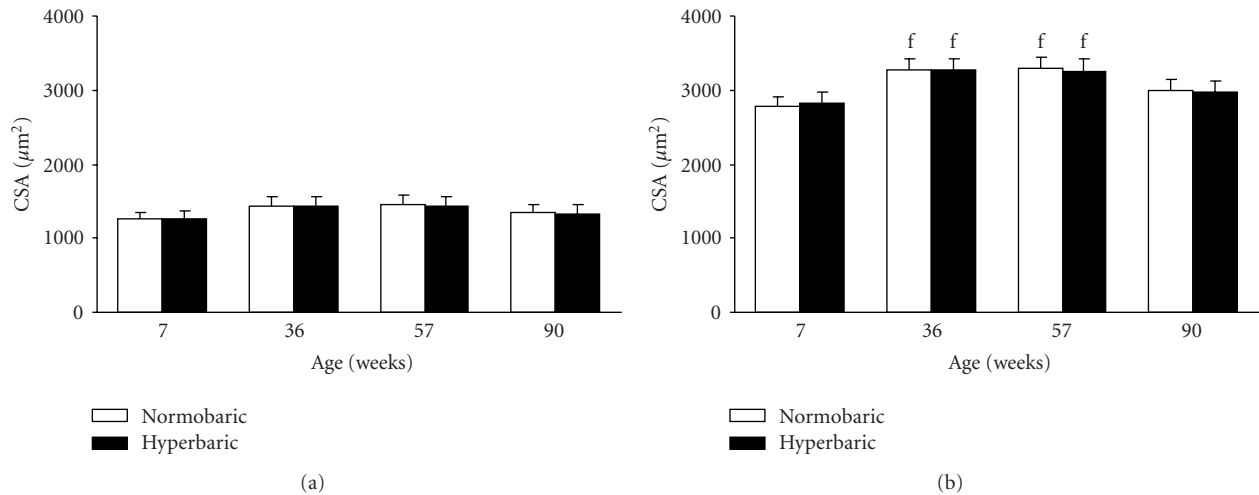 4000
3000
2000
1000
0
CSA (μm²)
7 36 57 90
Age (weeks)
Normobaric
Hyperbaric
(a)
4000
3000
2000
1000
0
CSA (μm²)
f f f f
7 36 57 90
Age (weeks)
Normobaric
Hyperbaric
(b)